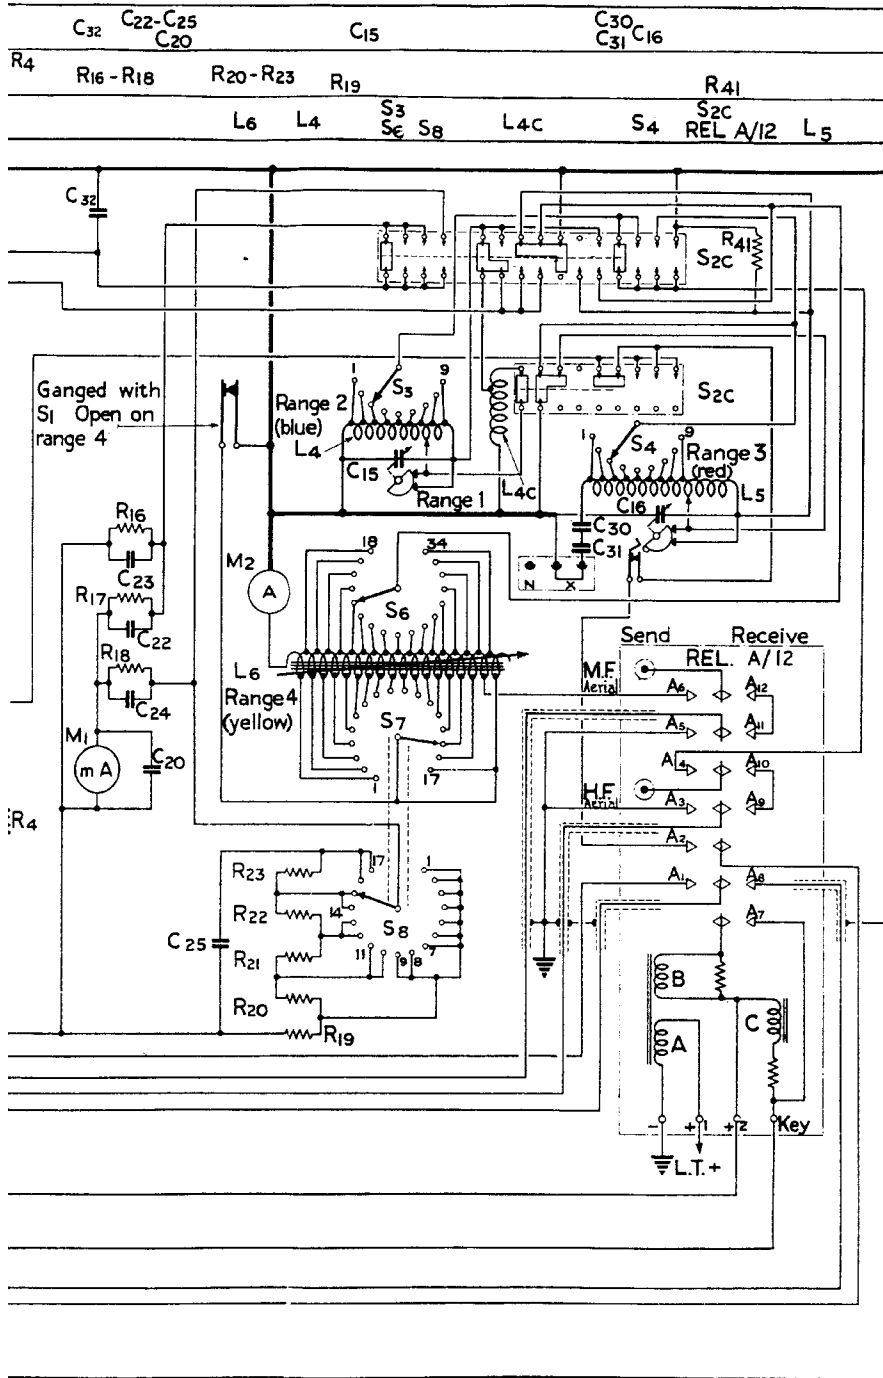 C32 C22-C25 C15 C30
C20 C31 C16
R4 R16-R18 R20-R23 R19 R41
L6 L4 S3 L4C S4 S2C L5
S6 S8 REL A/12
C32
R41
S2C
1 9
S3
S2C
Ganged with
S1 Open on
range 4
Range 2
(blue)
L4
C15
Range 1
L4C
1 9
S4
Range 3
(red)
L5
C16
C30
C31
N X
R16
C23
R17
C22
R18
C24
M1
mA
C20
R4
M2
A
18 34
S6
L6
Range 4
(yellow)
S7
1 17
Send Receive
REL. A/12
M.F.
Aerial
A6 A12
A5 A11
A4 A10
H.F.
Aerial
A3 A9
A2
A1 A8
A7
R23
R22
R21
R20
R19
C25
17 1
14
S8
11 9 8 7
B
A
C
- +1 +2 Key
L.T.+